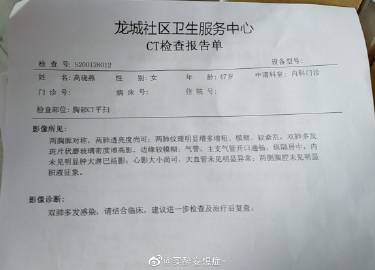 龙城社区卫生服务中心
CT检查报告单
检 查 号: S200128012 设备型号:
姓 名: 高晓燕 性 别: 女 年 龄: 47岁 申请科室: 内科门诊
门 诊 号: 病 床 号: 住 院 号:
检查部位: 胸部CT平扫
影像所见:
两胸廓对称,两肺透亮度尚可;两肺纹理明显增多增粗、模糊、较紊乱。双肺多发
斑片状磨玻璃密度增高影,边缘较模糊;气管、主支气管开口通畅,纵隔居中,内
未见明显肿大淋巴结影;心影大小尚可,大血管未见明显异常;两侧胸腔未见明显
积液征象。
影像诊断:
双肺多发感染,请结合临床,建议进一步检查及治疗后复查。